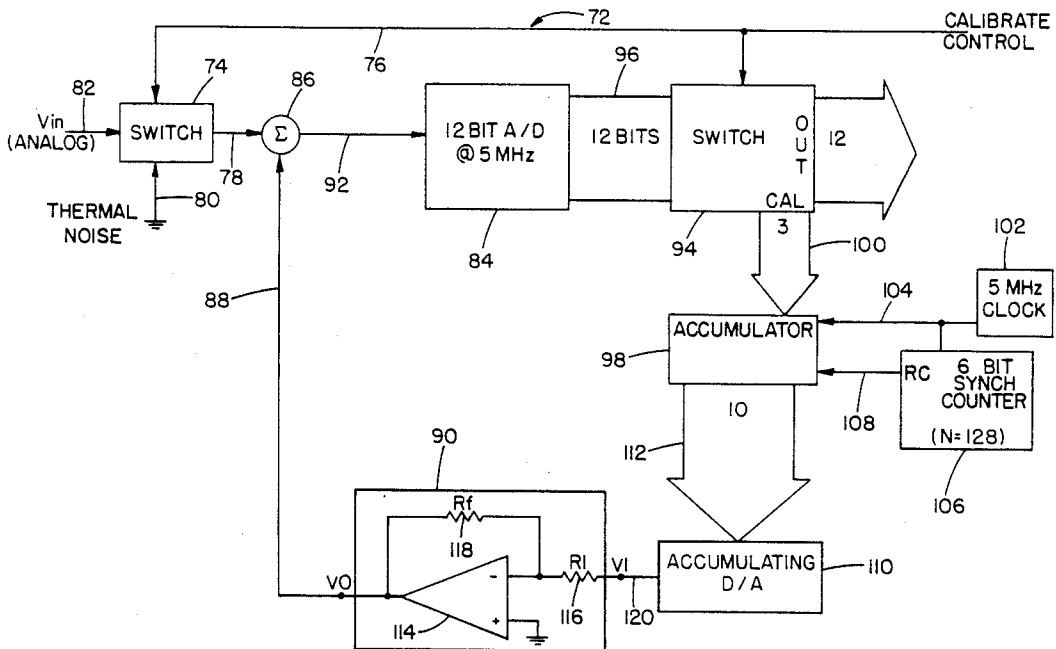 72
CALIBRATE
CONTROL
76
74
82
Vin
(ANALOG)
SWITCH
78
80
THERMAL
NOISE
86
Σ
92
12 BIT A/D
@ 5 MHz
84
96
12 BITS
SWITCH
OUT
CAL
12
94
3
100
102
5 MHz
CLOCK
104
88
ACCUMULATOR
98
108
RC
6 BIT
SYNCH
COUNTER
(N=128)
106
10
112
90
Rf
118
RI
116
VI
120
VO
-
+
114
ACCUMULATING
D/A
110